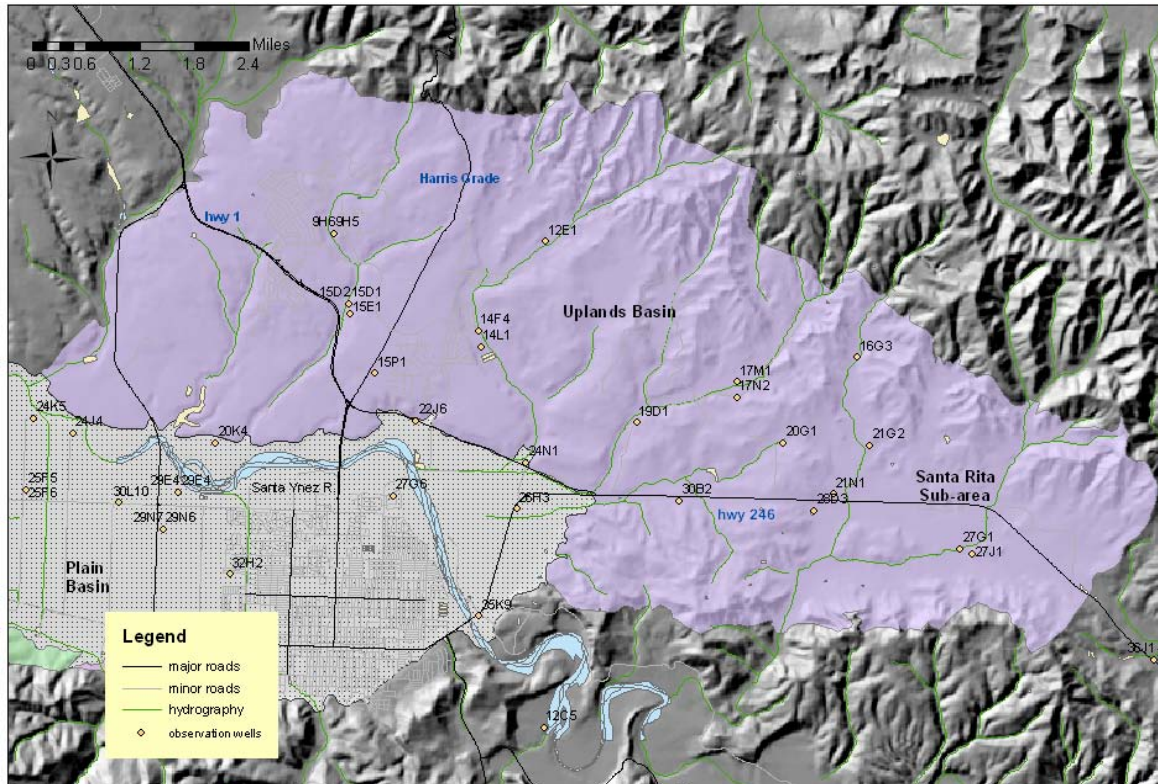 Miles
0 0.3 0.6 1.2 1.8 2.4
N
Harris Grade
hwy 1
9H6 9H5
12E1
15D2 15D1
15E1
Uplands Basin
14F4
14L1
16G3
15P1
17M1
17N2
24K5
22J6
19D1
24J4
20K4
20G1
21G2
24N1
Santa Rita
Sub-area
25F5
25F6
29E4 29E4
Santa Ynez R.
27G6
30L10
26H3
30B2
21N1
28D3
hwy 246
29N7 29N6
27G1
27J1
Plain
Basin
32H2
35K9
36J1
12C5
Legend
major roads
minor roads
hydrography
observation wells